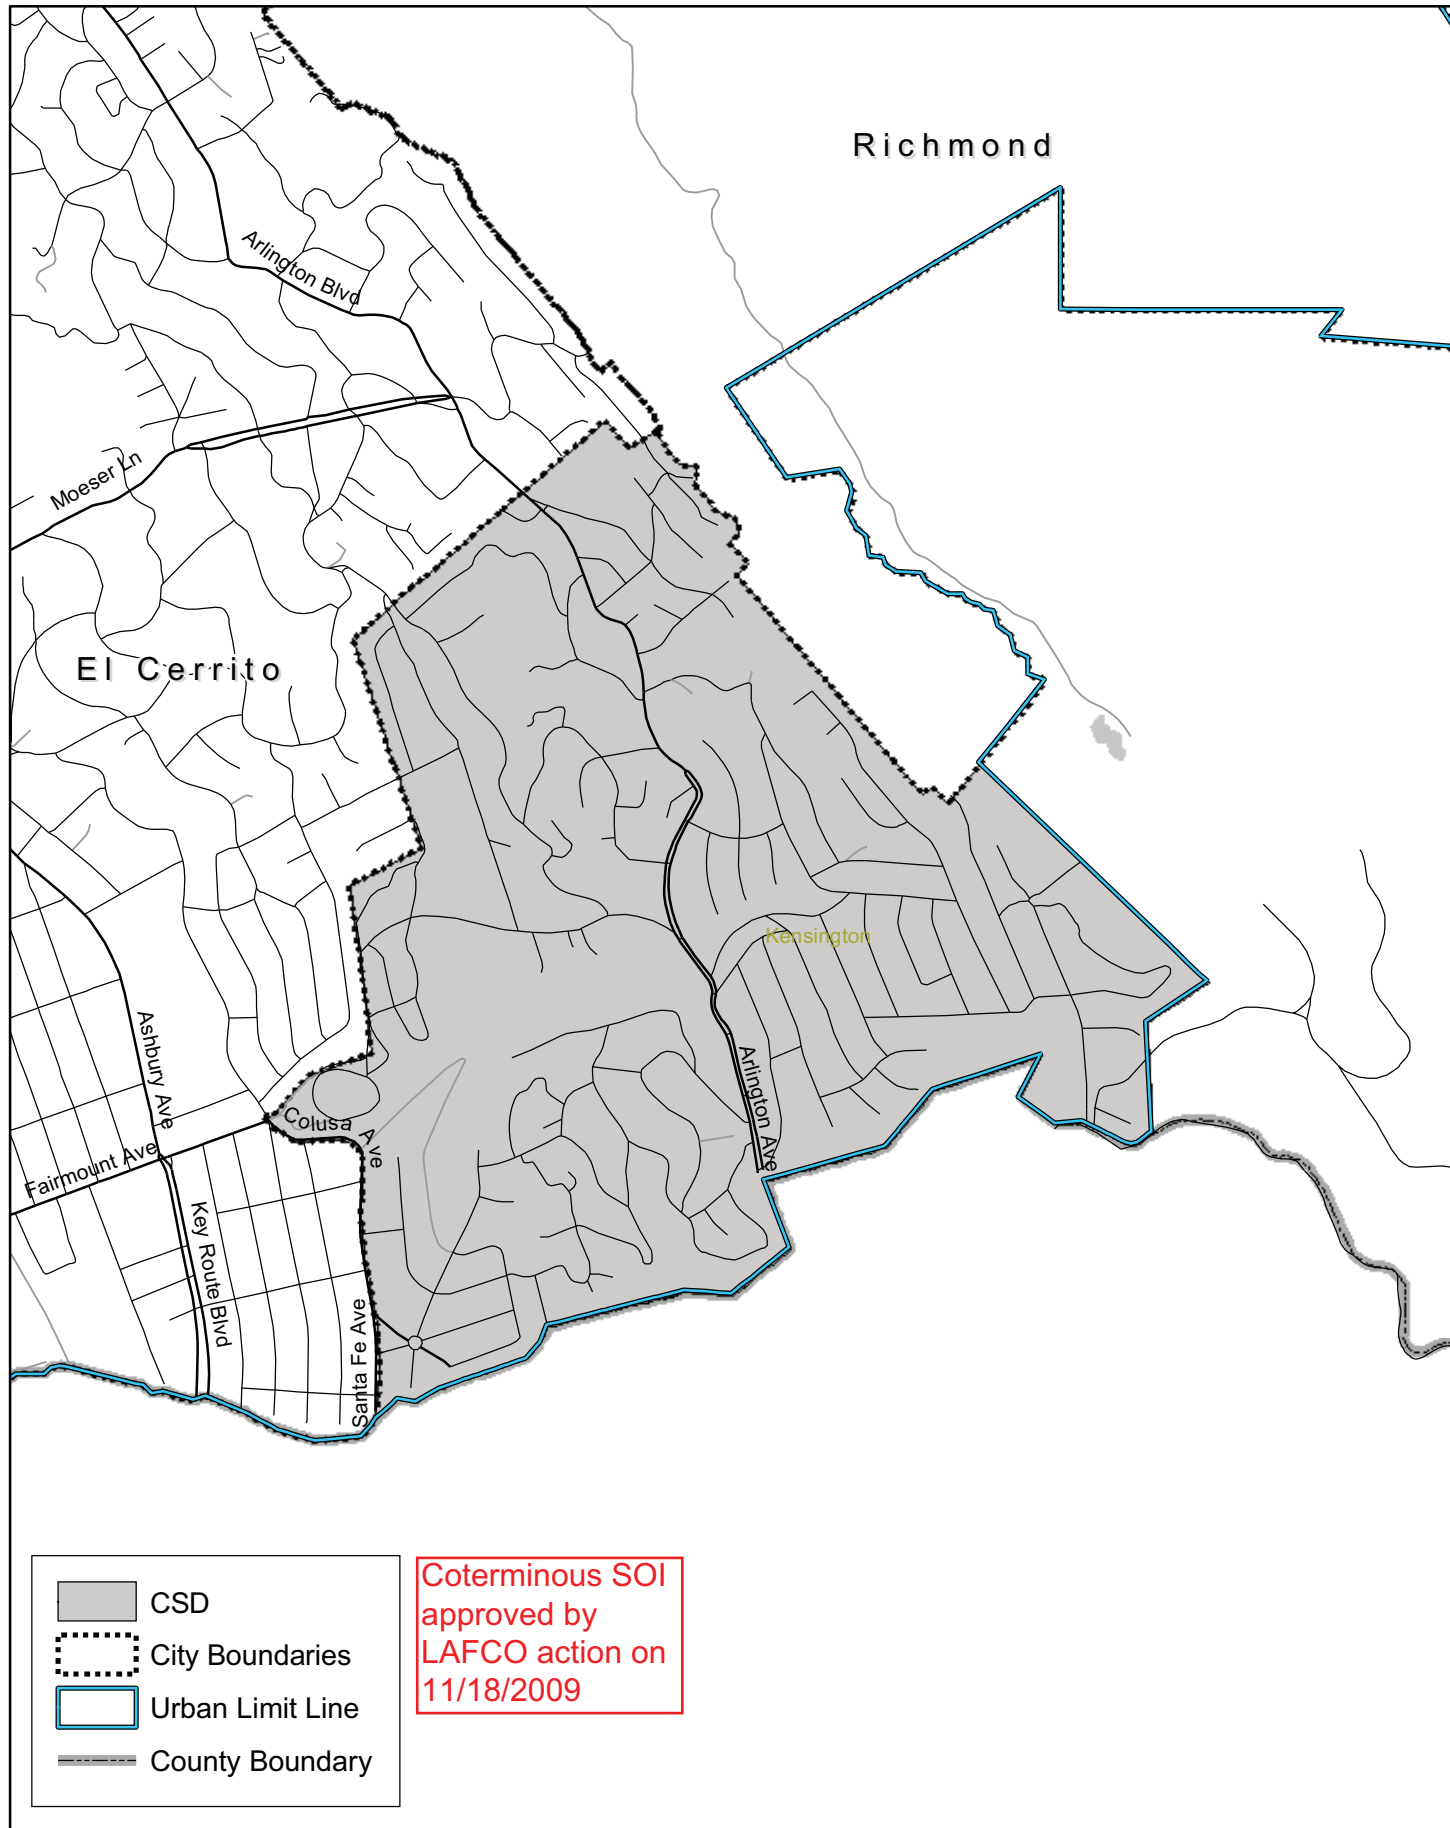 Richmond
Arlington Blvd
Moeser Ln
El Cerrito
Kensington
Ashbury Ave
Arlington Ave
Colusa Ave
Fairmount Ave
Key Route Blvd
Santa Fe Ave
CSD
City Boundaries
Urban Limit Line
County Boundary
Coterminous SOI
approved by
LAFCO action on
11/18/2009